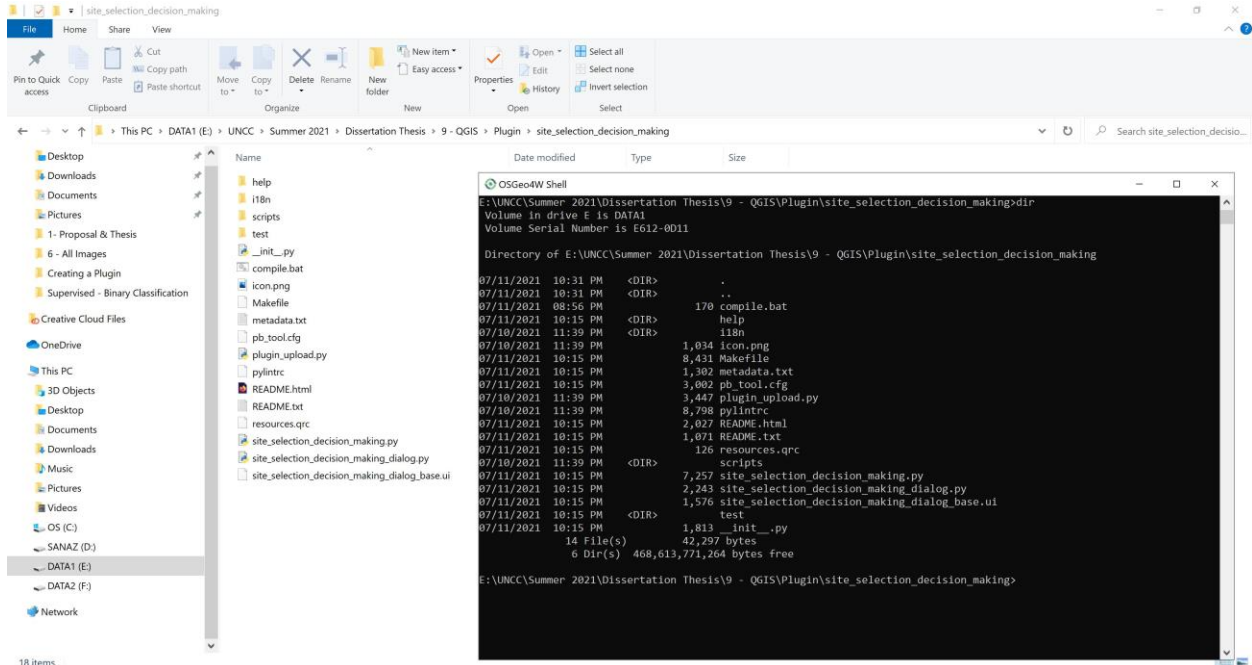 site_selection_decision_making
File Home Share View
Pin to Quick access
Copy
Paste
Cut
Copy path
Paste shortcut
Clipboard
Move to
Copy to
Delete
Rename
Organize
New folder
New item
Easy access
New
Properties
Open
Edit
History
Open
Select all
Select none
Invert selection
Select
This PC > DATA1 (E:) > UNCC > Summer 2021 > Dissertation Thesis > 9 - QGIS > Plugin > site_selection_decision_making
Search site_selection_decisio...
Desktop
Downloads
Documents
Pictures
1- Proposal & Thesis
6 - All Images
Creating a Plugin
Supervised - Binary Classification
Creative Cloud Files
OneDrive
This PC
3D Objects
Desktop
Documents
Downloads
Music
Pictures
Videos
OS (C:)
SANAZ (D:)
DATA1 (E:)
DATA2 (F:)
Network
18 items
Name Date modified Type Size
help
i18n
scripts
test
__init__.py
compile.bat
icon.png
Makefile
metadata.txt
pb_tool.cfg
plugin_upload.py
pylintrc
README.html
README.txt
resources.qrc
site_selection_decision_making.py
site_selection_decision_making_dialog.py
site_selection_decision_making_dialog_base.ui
OSGeo4W Shell
E:\UNCC\Summer 2021\Dissertation Thesis\9 - QGIS\Plugin\site_selection_decision_making>dir
Volume in drive E is DATA1
Volume Serial Number is E612-0D11
Directory of E:\UNCC\Summer 2021\Dissertation Thesis\9 - QGIS\Plugin\site_selection_decision_making
07/11/2021 10:31 PM <DIR> .
07/11/2021 10:31 PM <DIR> ..
07/11/2021 08:56 PM 170 compile.bat
07/11/2021 10:15 PM <DIR> help
07/10/2021 11:39 PM <DIR> i18n
07/10/2021 11:39 PM 1,034 icon.png
07/11/2021 10:15 PM 8,431 Makefile
07/11/2021 10:15 PM 1,302 metadata.txt
07/11/2021 10:15 PM 3,002 pb_tool.cfg
07/10/2021 11:39 PM 3,447 plugin_upload.py
07/10/2021 11:39 PM 8,798 pylintrc
07/11/2021 10:15 PM 2,027 README.html
07/11/2021 10:15 PM 1,071 README.txt
07/11/2021 10:15 PM 126 resources.qrc
07/10/2021 11:39 PM <DIR> scripts
07/11/2021 10:15 PM 7,257 site_selection_decision_making.py
07/11/2021 10:15 PM 2,243 site_selection_decision_making_dialog.py
07/11/2021 10:15 PM 1,576 site_selection_decision_making_dialog_base.ui
07/11/2021 10:15 PM <DIR> test
07/11/2021 10:15 PM 1,813 __init__.py
14 File(s) 42,297 bytes
6 Dir(s) 468,613,771,264 bytes free
E:\UNCC\Summer 2021\Dissertation Thesis\9 - QGIS\Plugin\site_selection_decision_making>